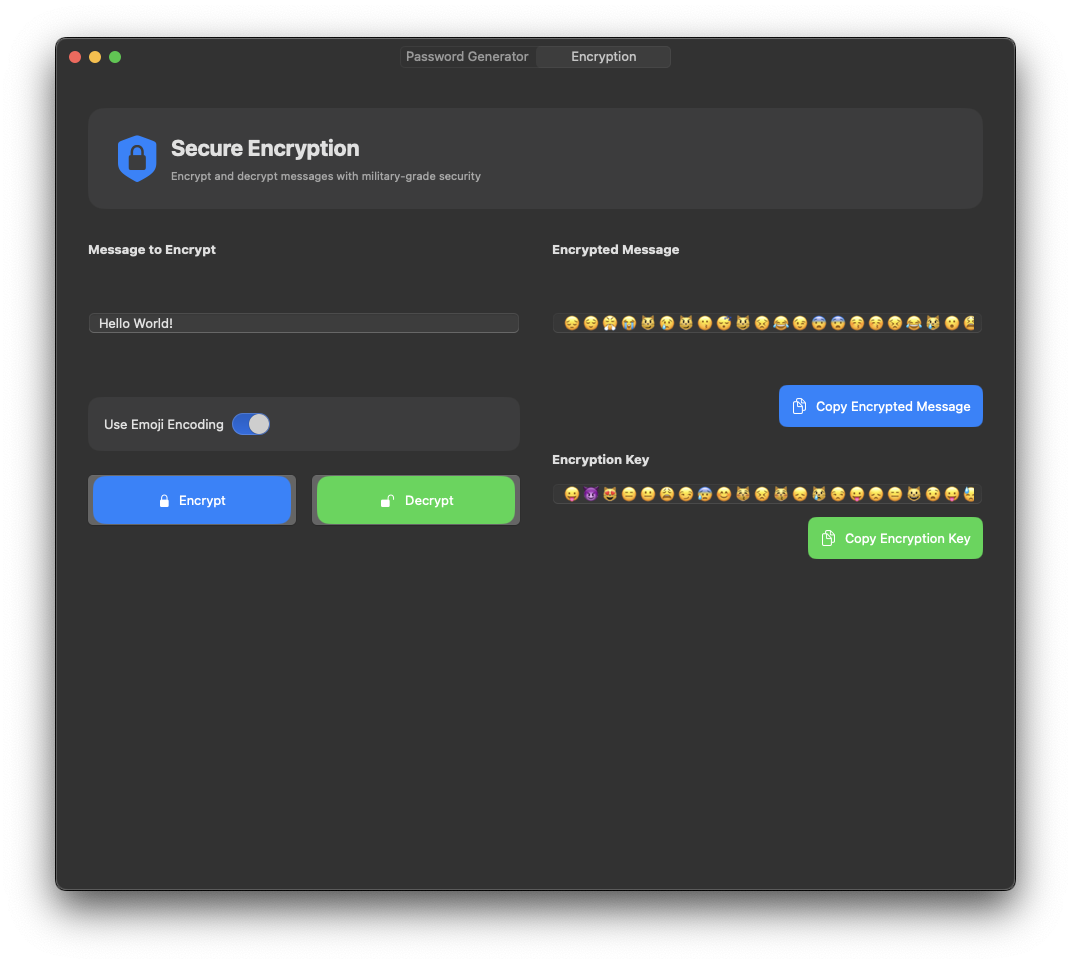 Password Generator
Encryption
Secure Encryption
Encrypt and decrypt messages with military-grade security
Message to Encrypt
Hello World!
Use Emoji Encoding
Encrypt
Decrypt
Encrypted Message
Copy Encrypted Message
Encryption Key
Copy Encryption Key